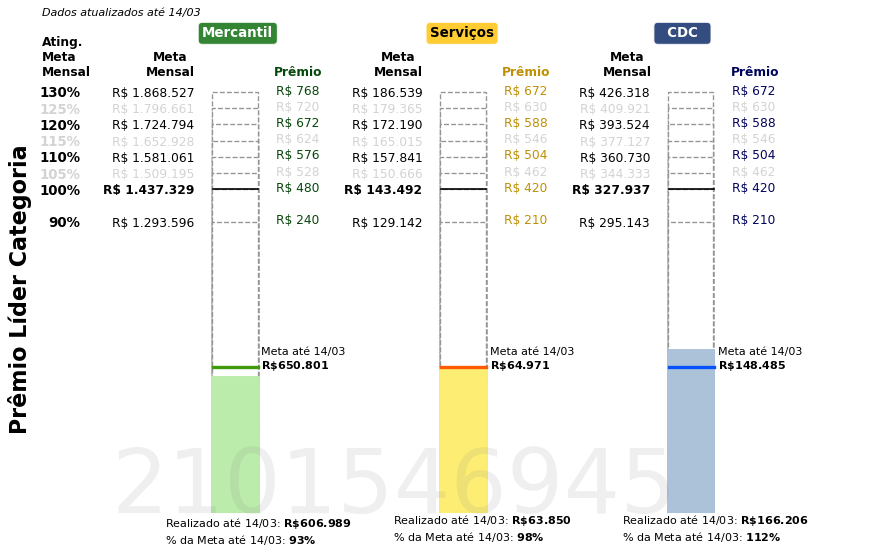 Dados atualizados até 14/03
Mercantil Serviços CDC
Ating. Meta Mensal
Meta Mensal Prêmio Meta Mensal Prêmio Meta Mensal Prêmio
130% R$ 1.868.527 R$ 768 R$ 186.539 R$ 672 R$ 426.318 R$ 672
125% R$ 1.796.661 R$ 720 R$ 179.365 R$ 630 R$ 409.921 R$ 630
120% R$ 1.724.794 R$ 672 R$ 172.190 R$ 588 R$ 393.524 R$ 588
115% R$ 1.652.928 R$ 624 R$ 165.015 R$ 546 R$ 377.127 R$ 546
110% R$ 1.581.061 R$ 576 R$ 157.841 R$ 504 R$ 360.730 R$ 504
105% R$ 1.509.195 R$ 528 R$ 150.666 R$ 462 R$ 344.333 R$ 462
100% R$ 1.437.329 R$ 480 R$ 143.492 R$ 420 R$ 327.937 R$ 420
90% R$ 1.293.596 R$ 240 R$ 129.142 R$ 210 R$ 295.143 R$ 210
Prêmio Líder Categoria
Meta até 14/03 Meta até 14/03 Meta até 14/03
R$650.801 R$64.971 R$148.485
2101546945
Realizado até 14/03: R$606.989 Realizado até 14/03: R$63.850 Realizado até 14/03: R$166.206
% da Meta até 14/03: 93% % da Meta até 14/03: 98% % da Meta até 14/03: 112%